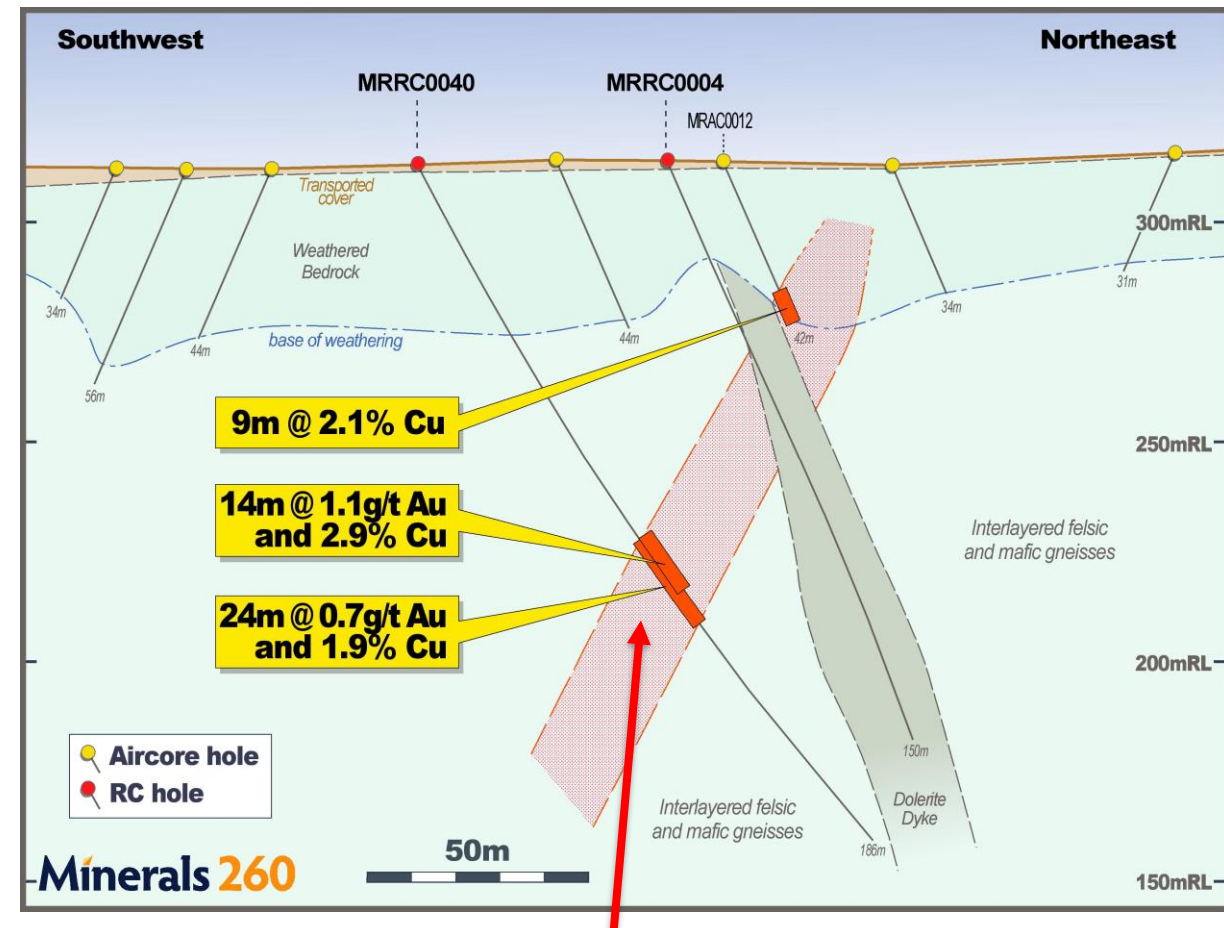 Southwest
Northeast
MRRC0040
MRRC0004
MRAC0012
Transported
cover
300mRL
Weathered
Bedrock
34m
56m
44m
base of weathering
44m
42m
34m
31m
9m @ 2.1% Cu
250mRL
14m @ 1.1g/t Au
and 2.9% Cu
Interlayered felsic
and mafic gneisses
24m @ 0.7g/t Au
and 1.9% Cu
200mRL
Aircore hole
RC hole
150m
Interlayered felsic
and mafic gneisses
Dolerite
Dyke
186m
50m
Minerals 260
150mRL